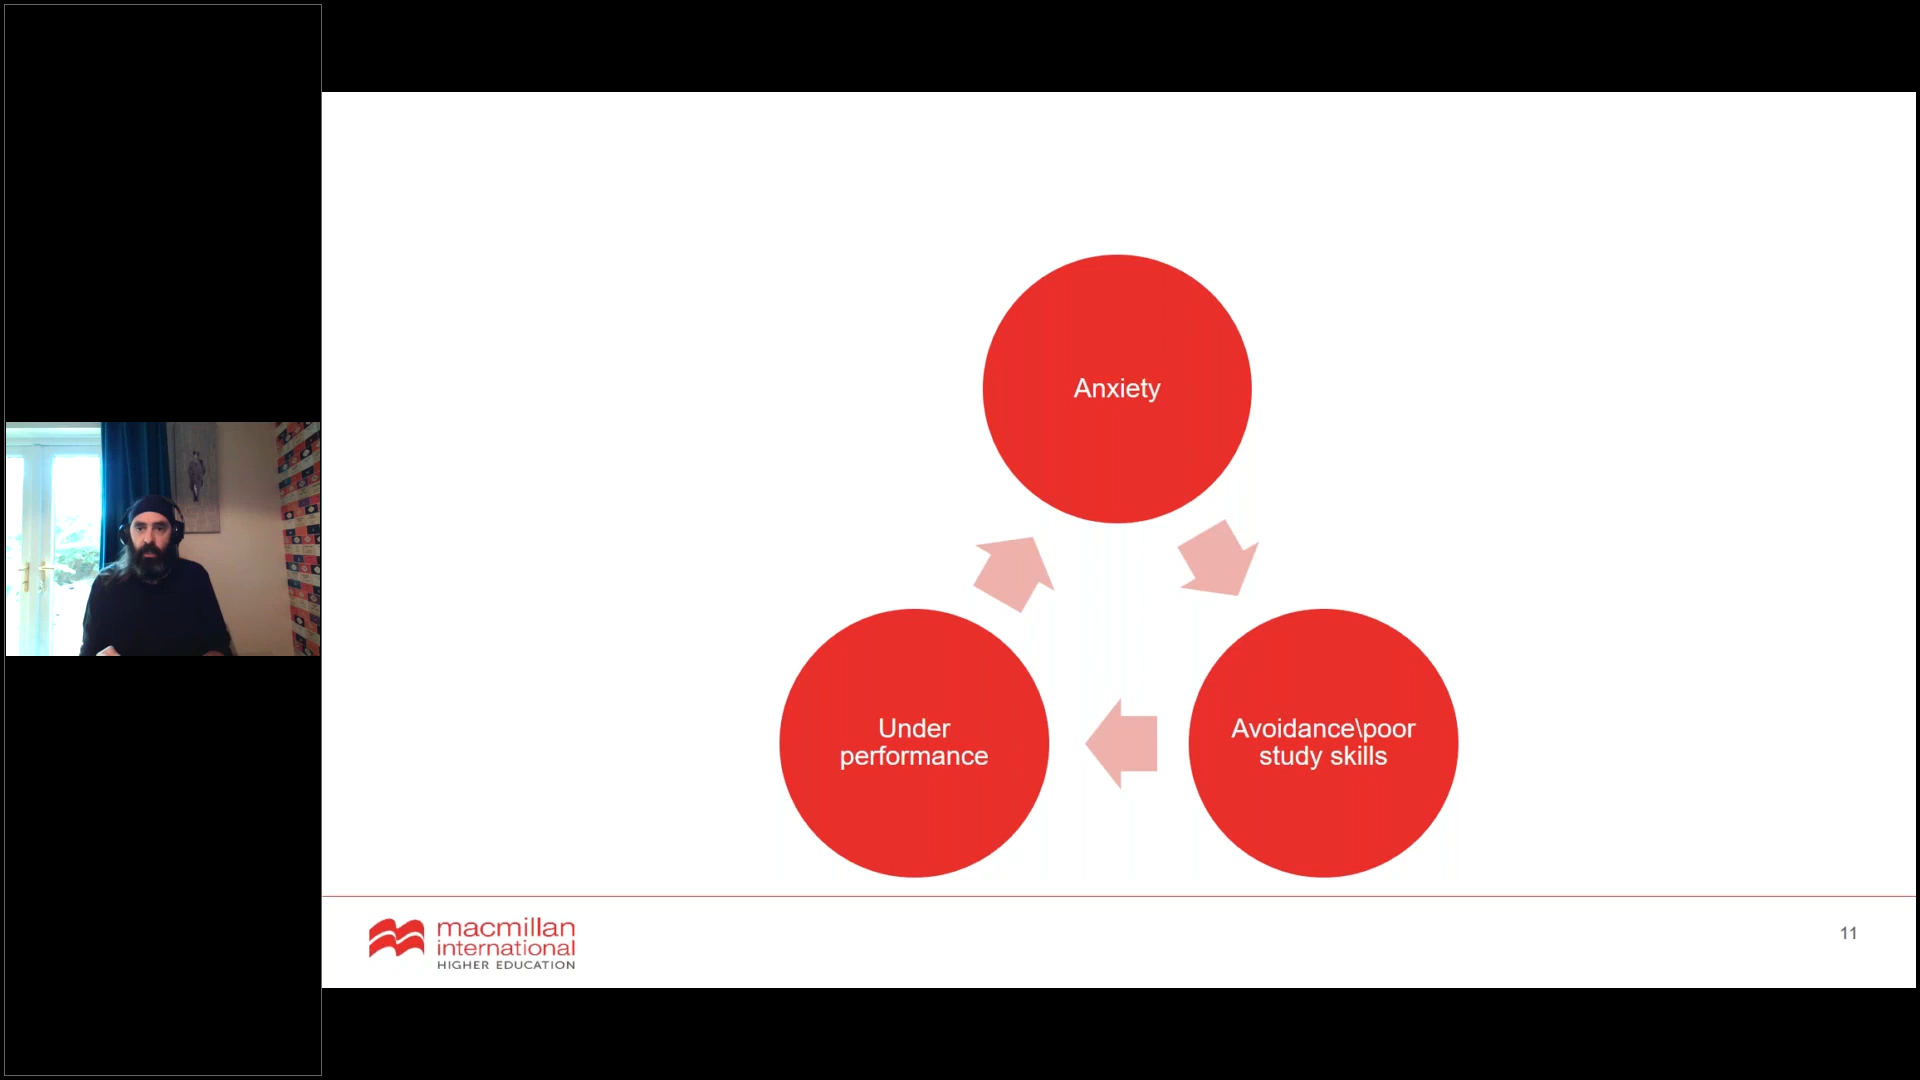 Anxiety
Under
performance
Avoidance\poor
study skills
macmillan
international
HIGHER EDUCATION
11